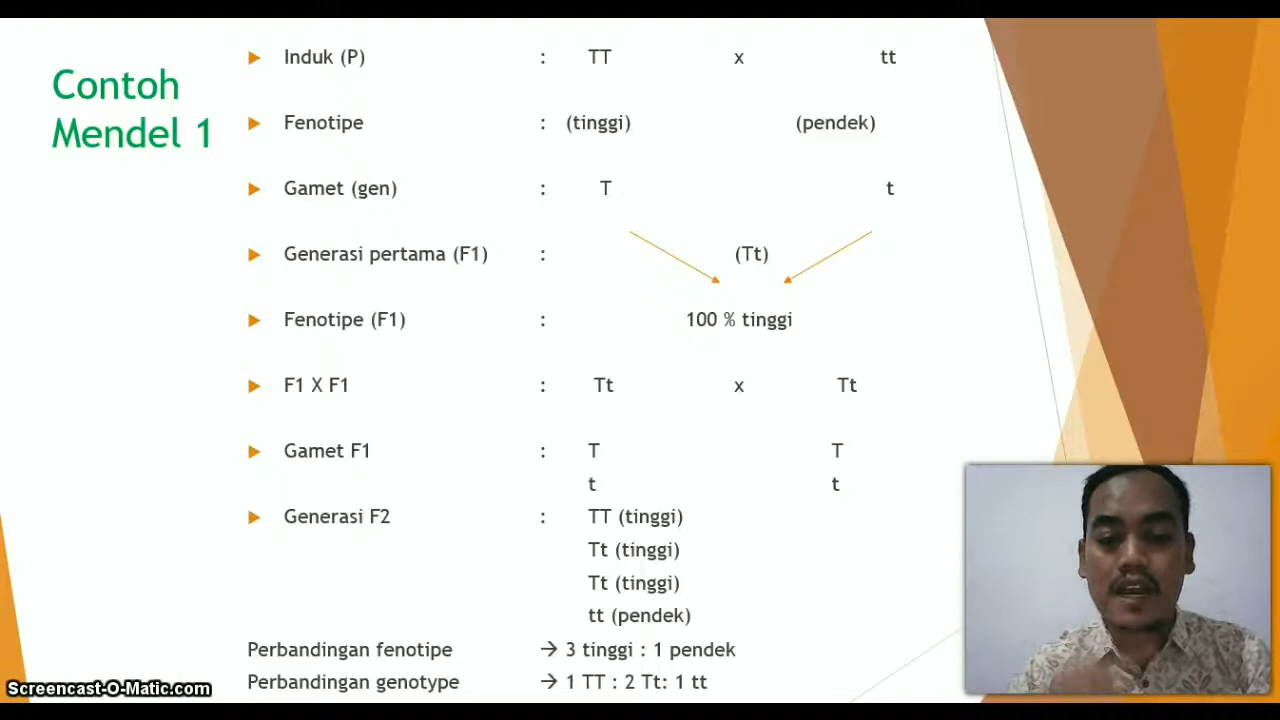 Contoh
Mendel 1
Induk (P) : TT x tt
Fenotipe : (tinggi) (pendek)
Gamet (gen) : T t
Generasi pertama (F1) : (Tt)
Fenotipe (F1) : 100 % tinggi
F1 X F1 : Tt x Tt
Gamet F1 : T T
t t
Generasi F2 : TT (tinggi)
Tt (tinggi)
Tt (tinggi)
tt (pendek)
Perbandingan fenotipe → 3 tinggi : 1 pendek
Perbandingan genotype → 1 TT : 2 Tt: 1 tt
Screencast-O-Matic.com